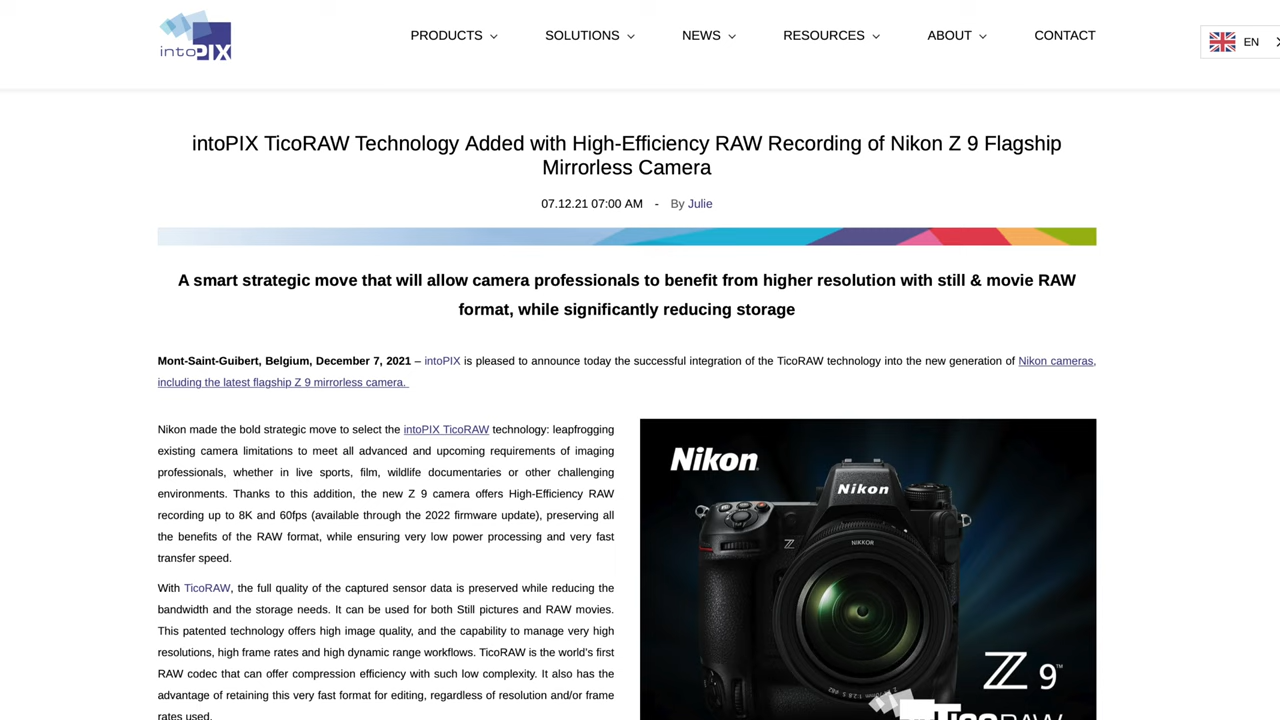 intoPIX
PRODUCTS
SOLUTIONS
NEWS
RESOURCES
ABOUT
CONTACT
EN
intoPIX TicoRAW Technology Added with High-Efficiency RAW Recording of Nikon Z 9 Flagship
Mirrorless Camera
07.12.21 07:00 AM - By Julie
A smart strategic move that will allow camera professionals to benefit from higher resolution with still & movie RAW
format, while significantly reducing storage
Mont-Saint-Guibert, Belgium, December 7, 2021 – intoPIX is pleased to announce today the successful integration of the TicoRAW technology into the new generation of Nikon cameras,
including the latest flagship Z 9 mirrorless camera.
Nikon made the bold strategic move to select the intoPIX TicoRAW technology: leapfrogging
existing camera limitations to meet all advanced and upcoming requirements of imaging
professionals, whether in live sports, film, wildlife documentaries or other challenging
environments. Thanks to this addition, the new Z 9 camera offers High-Efficiency RAW
recording up to 8K and 60fps (available through the 2022 firmware update), preserving all
the benefits of the RAW format, while ensuring very low power processing and very fast
transfer speed.
With TicoRAW, the full quality of the captured sensor data is preserved while reducing the
bandwidth and the storage needs. It can be used for both Still pictures and RAW movies.
This patented technology offers high image quality, and the capability to manage very high
resolutions, high frame rates and high dynamic range workflows. TicoRAW is the world's first
RAW codec that can offer compression efficiency with such low complexity. It also has the
advantage of retaining this very fast format for editing, regardless of resolution and/or frame
rates used.
Nikon
Nikon
Z
NIKKOR
Z 9™
TicoRAW